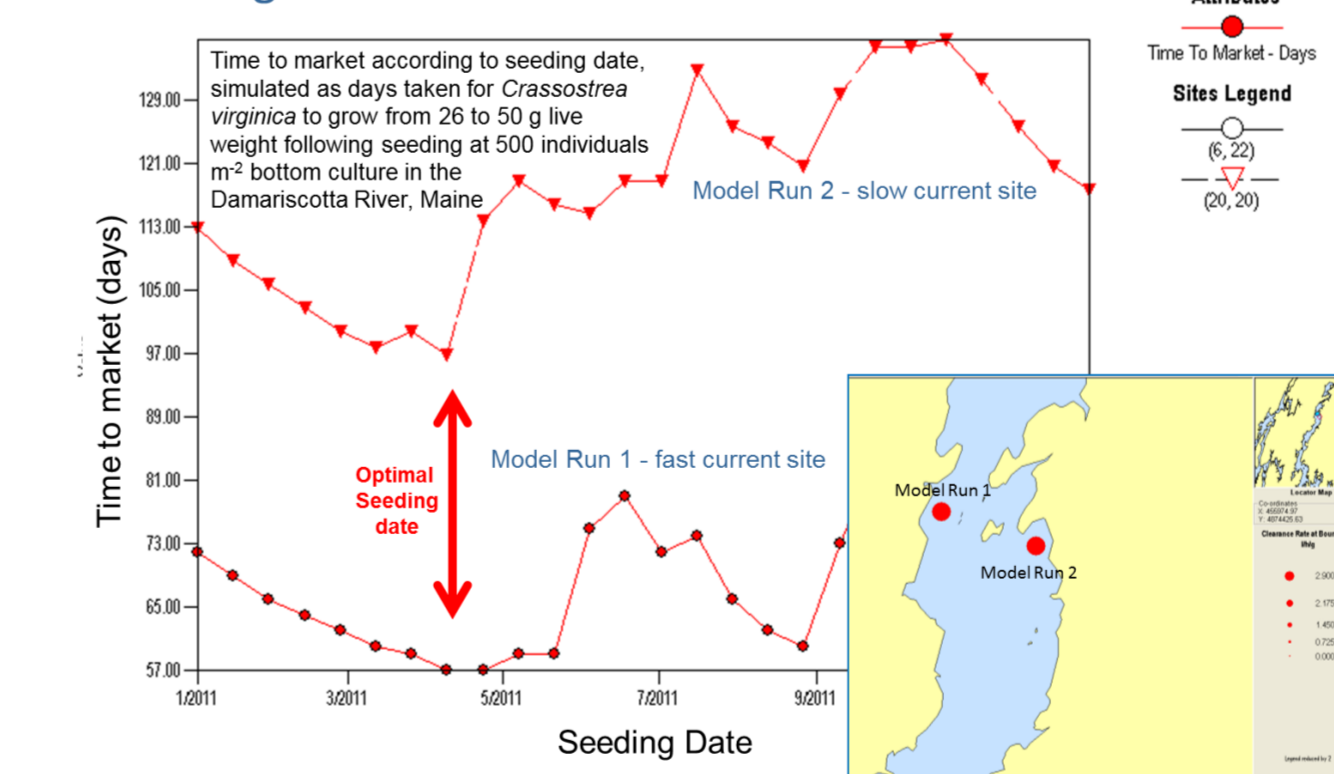 Attributes
Time To Market - Days
Sites Legend
(6, 22)
(20, 20)
Time to market according to seeding date,
simulated as days taken for Crassostrea
virginica to grow from 26 to 50 g live
weight following seeding at 500 individuals
m-2 bottom culture in the
Damariscotta River, Maine
Model Run 2 - slow current site
Model Run 1 - fast current site
Optimal
Seeding
date
Time to market (days)
129.00
121.00
113.00
105.00
97.00
89.00
81.00
73.00
65.00
57.00
1/2011
3/2011
5/2011
7/2011
9/2011
Seeding Date
Model Run 1
Model Run 2
Locator Map
Co-ordinates
Clearance Rate at Boun
2.900
2.175
1.450
0.725
0.000